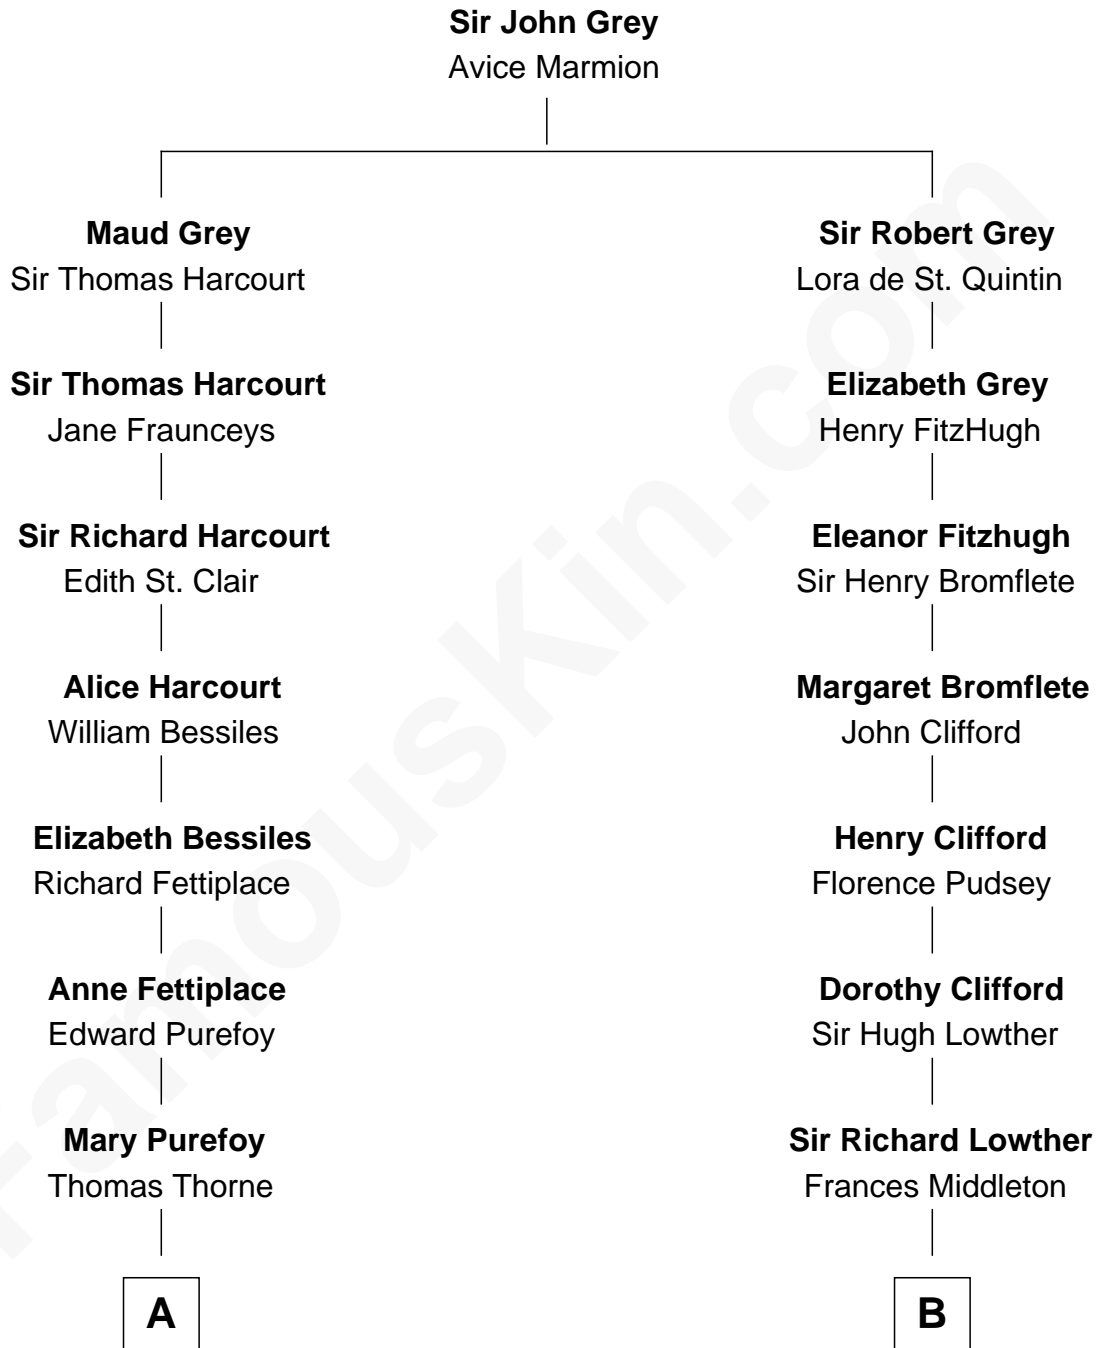 Sir John Grey
Avice Marmion
Maud Grey
Sir Thomas Harcourt
Sir Robert Grey
Lora de St. Quintin
Sir Thomas Harcourt
Jane Fraunceys
Elizabeth Grey
Henry FitzHugh
Sir Richard Harcourt
Edith St. Clair
Eleanor Fitzhugh
Sir Henry Bromflete
Alice Harcourt
William Bessiles
Margaret Bromflete
John Clifford
Elizabeth Bessiles
Richard Fettiplace
Henry Clifford
Florence Pudsey
Anne Fettiplace
Edward Purefoy
Dorothy Clifford
Sir Hugh Lowther
Mary Purefoy
Thomas Thorne
Sir Richard Lowther
Frances Middleton
A
B
FamousKin.com